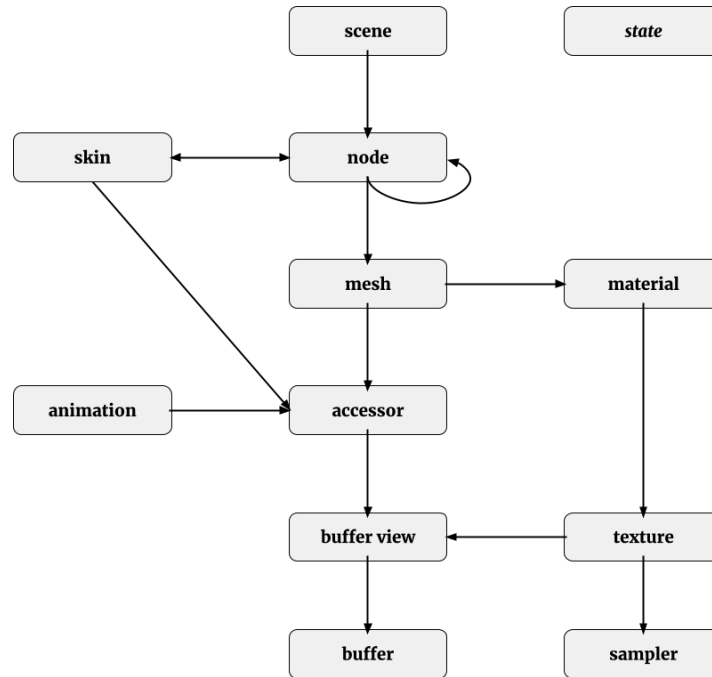 scene
state
skin
node
mesh
material
animation
accessor
buffer view
texture
buffer
sampler